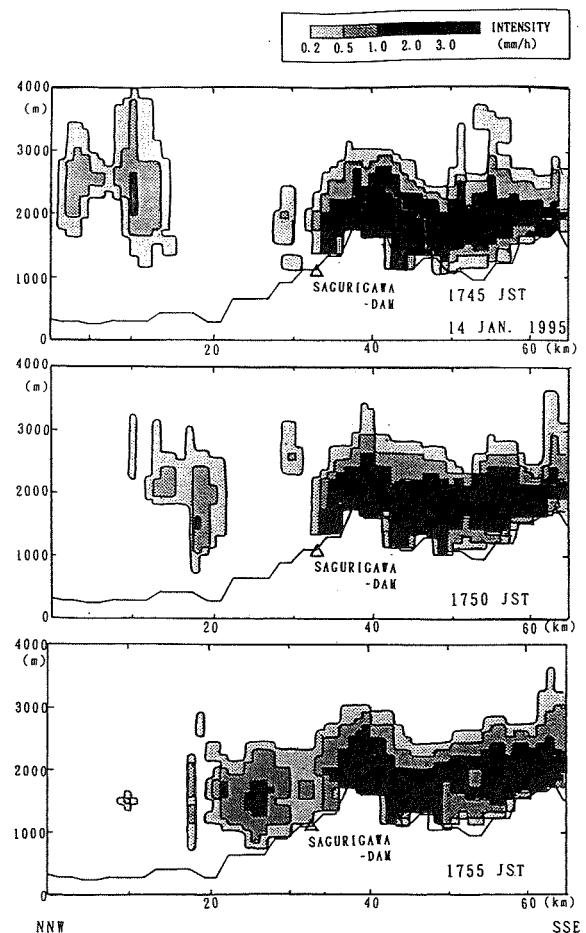 INTENSITY
(mm/h)
0.2 0.5 1.0 2.0 3.0
4000
(m)
3000
2000
1000
0
SAGURIGAWA
-DAM
1745 JST
14 JAN. 1995
20 40 60 (km)
4000
(m)
3000
2000
1000
0
SAGURIGAWA
-DAM
1750 JST
20 40 60 (km)
4000
(m)
3000
2000
1000
0
SAGURIGAWA
-DAM
1755 JST
20 40 60 (km)
NNW SSE